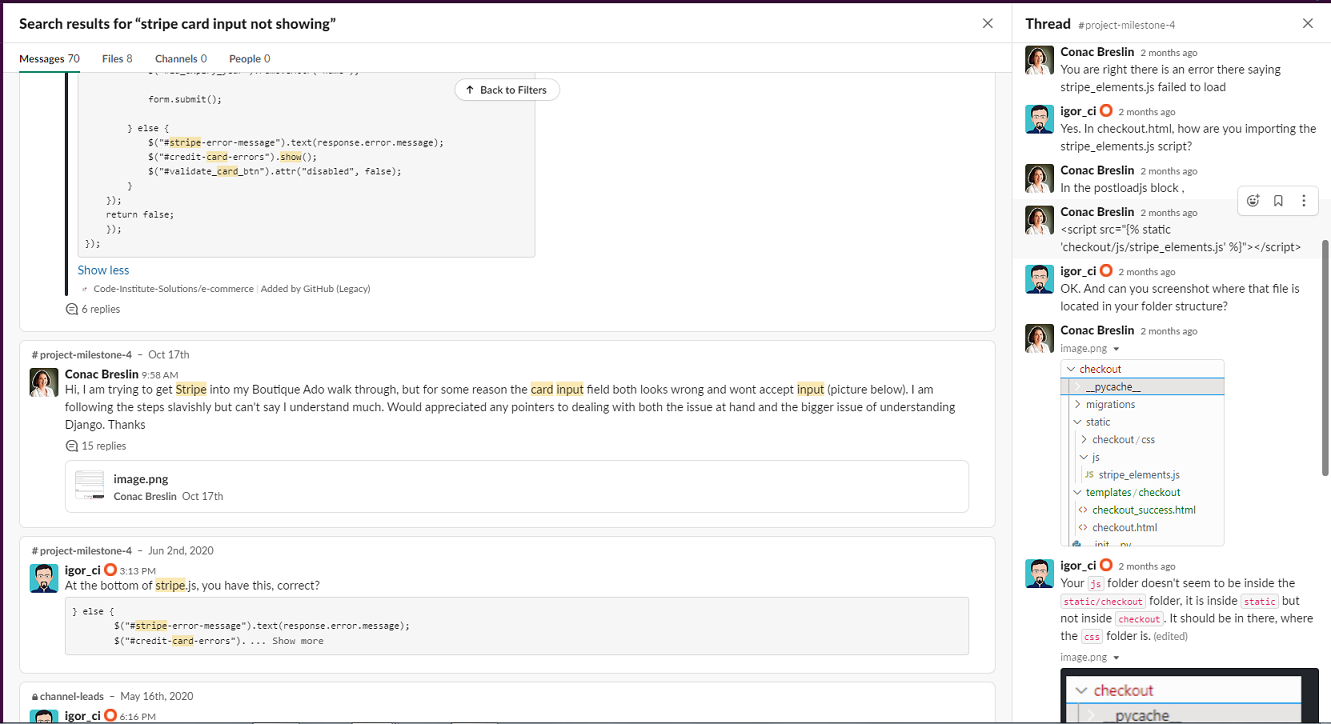 Search results for “stripe card input not showing”
Messages 70 Files 8 Channels 0 People 0
Back to Filters
form.submit();
} else {
$("#stripe-error-message").text(response.error.message);
$("#credit-card-errors").show();
$("#validate_card_btn").attr("disabled", false);
}
});
return false;
});
});
Show less
Code-Institute-Solutions/e-commerce | Added by GitHub (Legacy)
6 replies
# project-milestone-4 – Oct 17th
Conac Breslin 9:58 AM
Hi, I am trying to get Stripe into my Boutique Ado walk through, but for some reason the card input field both looks wrong and wont accept input (picture below). I am
following the steps slavishly but can't say I understand much. Would appreciated any pointers to dealing with both the issue at hand and the bigger issue of understanding
Django. Thanks
15 replies
image.png
Conac Breslin Oct 17th
# project-milestone-4 – Jun 2nd, 2020
igor_ci 3:13 PM
At the bottom of stripe.js, you have this, correct?
} else {
$("#stripe-error-message").text(response.error.message);
$("#credit-card-errors"). ... Show more
channel-leads – May 16th, 2020
igor_ci 6:16 PM
Thread #project-milestone-4
Conac Breslin 2 months ago
You are right there is an error there saying
stripe_elements.js failed to load
igor_ci 2 months ago
Yes. In checkout.html, how are you importing the
stripe_elements.js script?
Conac Breslin 2 months ago
In the postloadjs block ,
Conac Breslin 2 months ago
<script src="{% static
'checkout/js/stripe_elements.js' %}"></script>
igor_ci 2 months ago
OK. And can you screenshot where that file is
located in your folder structure?
Conac Breslin 2 months ago
image.png
checkout
__pycache__
migrations
static
checkout / css
js
JS stripe_elements.js
templates / checkout
<> checkout_success.html
<> checkout.html
__init__.py
igor_ci 2 months ago
Your js folder doesn't seem to be inside the
static/checkout folder, it is inside static but
not inside checkout. It should be in there, where
the css folder is. (edited)
image.png
checkout
__pycache__